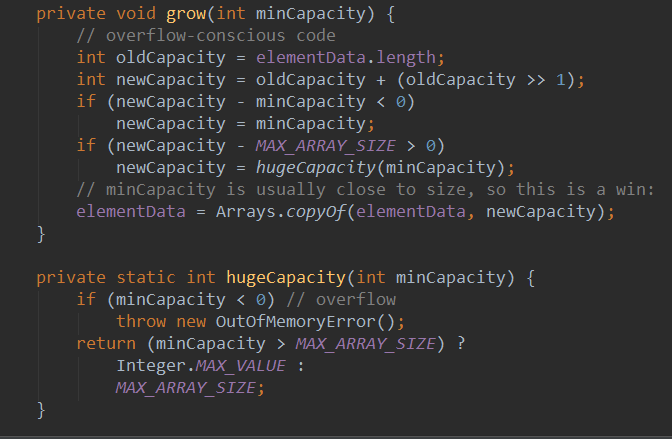 private void grow(int minCapacity) {
    // overflow-conscious code
    int oldCapacity = elementData.length;
    int newCapacity = oldCapacity + (oldCapacity >> 1);
    if (newCapacity - minCapacity < 0)
        newCapacity = minCapacity;
    if (newCapacity - MAX_ARRAY_SIZE > 0)
        newCapacity = hugeCapacity(minCapacity);
    // minCapacity is usually close to size, so this is a win:
    elementData = Arrays.copyOf(elementData, newCapacity);
}

private static int hugeCapacity(int minCapacity) {
    if (minCapacity < 0) // overflow
        throw new OutOfMemoryError();
    return (minCapacity > MAX_ARRAY_SIZE) ?
        Integer.MAX_VALUE :
        MAX_ARRAY_SIZE;
}